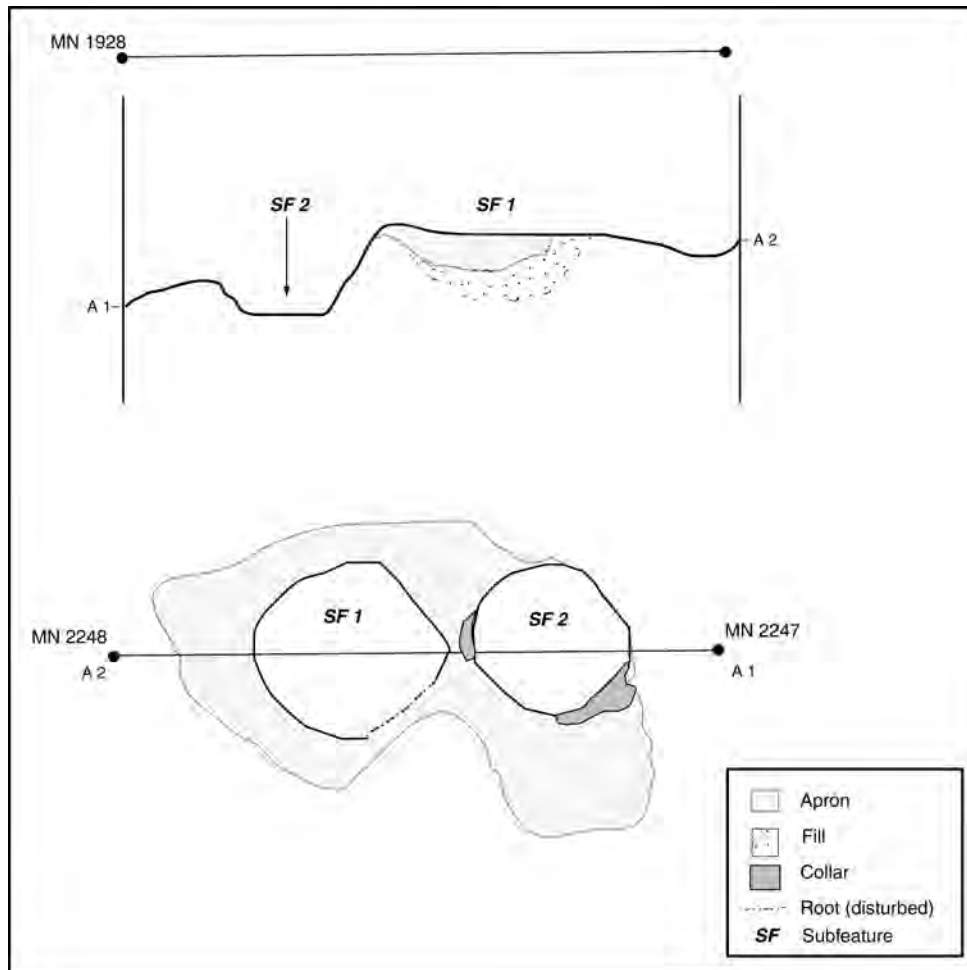 MN 1928
SF 2
SF 1
A 2
A 1
SF 1
SF 2
MN 2248
MN 2247
A 2
A 1
Apron
Fill
Collar
Root (disturbed)
SF Subfeature